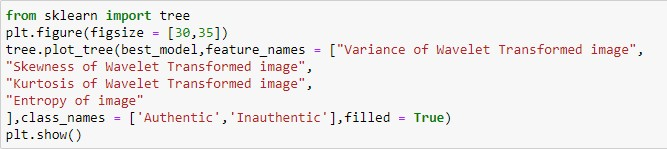 from sklearn import tree
plt.figure(figsize = [30,35])
tree.plot_tree(best_model,feature_names = ["Variance of Wavelet Transformed image",
"Skewness of Wavelet Transformed image",
"Kurtosis of Wavelet Transformed image",
"Entropy of image"
],class_names = ['Authentic','Inauthentic'],filled = True)
plt.show()